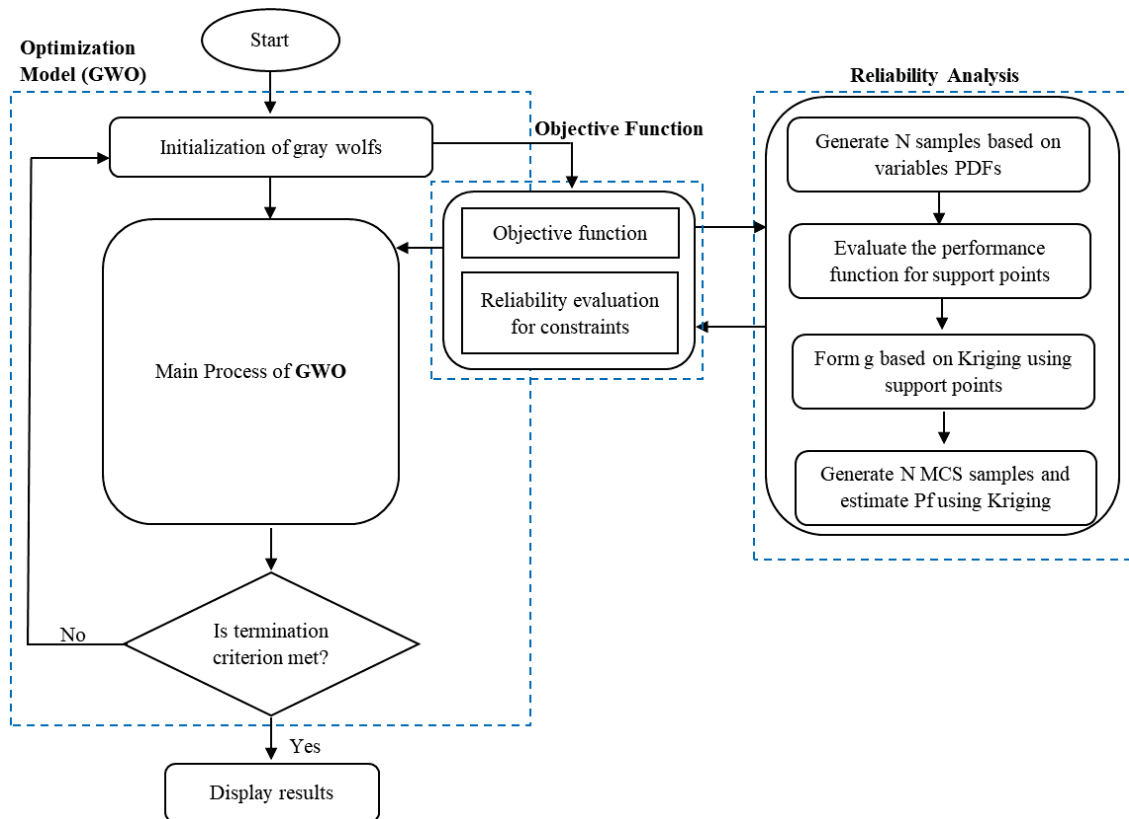 Start
Optimization
Model (GWO)
Initialization of gray wolfs
Main Process of GWO
Is termination
criterion met?
No
Yes
Display results
Objective Function
Objective function
Reliability evaluation
for constraints
Reliability Analysis
Generate N samples based on
variables PDFs
Evaluate the performance
function for support points
Form g based on Kriging using
support points
Generate N MCS samples and
estimate Pf using Kriging